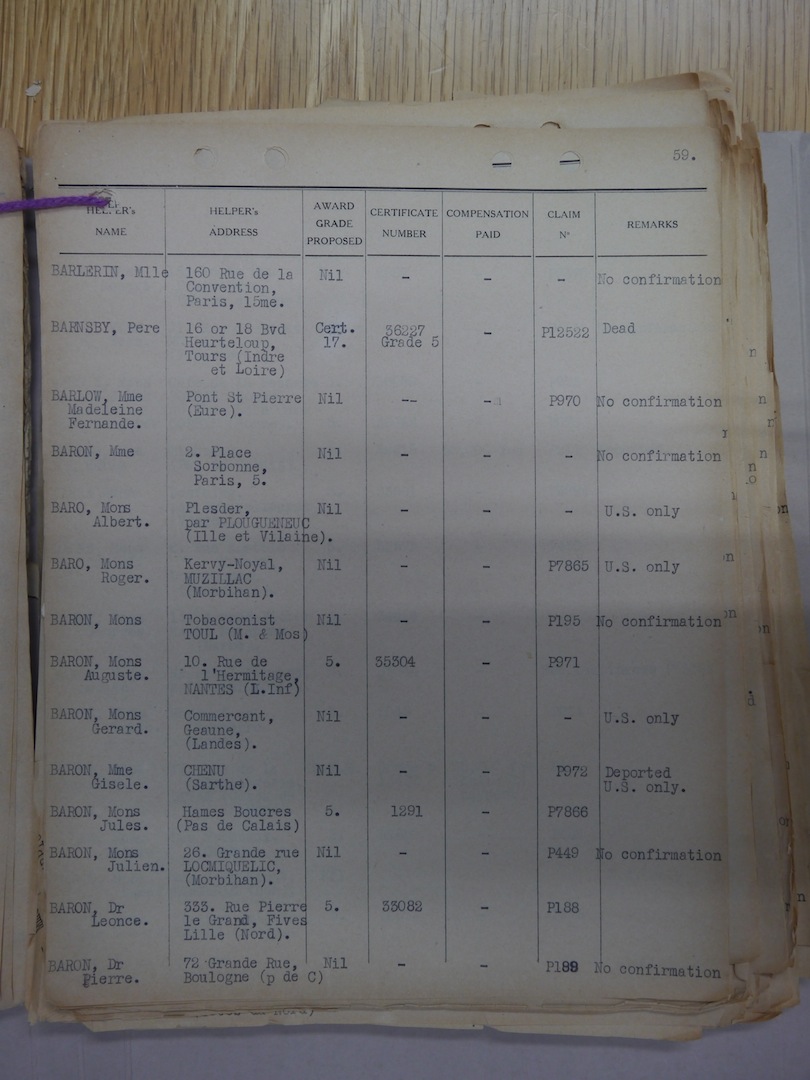 59.
HELPER's NAME | HELPER's ADDRESS | AWARD GRADE PROPOSED | CERTIFICATE NUMBER | COMPENSATION PAID | CLAIM N° | REMARKS
BARLERIN, Mlle 160 Rue de la Nil - - - No confirmation
Convention,
Paris, 15me.
BARNSBY, Pere 16 or 18 Bvd Cert. 36227 - P12522 Dead
Heurteloup, 17. Grade 5
Tours (Indre
et Loire)
BARLOW, Mme Pont St Pierre Nil -- - P970 No confirmation
Madeleine (Eure).
Fernande.
BARON, Mme 2. Place Nil - - - No confirmation
Sorbonne,
Paris, 5.
BARO, Mons Plesder, Nil - - - U.S. only
Albert. par PLOUGUENEUC
(Ille et Vilaine).
BARO, Mons Kervy-Noyal, Nil - - P7865 U.S. only
Roger. MUZILLAC
(Morbihan).
BARON, Mons Tobacconist Nil - - P195 No confirmation
TOUL (M. & Mos)
BARON, Mons 10. Rue de 5. 35304 - P971
Auguste. l'Hermitage,
NANTES (L.Inf)
BARON, Mons Commercant, Nil - - - U.S. only
Gerard. Geaune,
(Landes).
BARON, Mme CHENU Nil - - P972 Deported
Gisele. (Sarthe). U.S. only.
BARON, Mons Hames Boucres 5. 1291 - P7866
Jules. (Pas de Calais)
BARON, Mons 26. Grande rue Nil - - P449 No confirmation
Julien. LOCMIQUELIC,
(Morbihan).
BARON, Dr 333. Rue Pierre 5. 33082 - P188
Leonce. le Grand, Fives
Lille (Nord).
BARON, Dr 72 Grande Rue, Nil - - P189 No confirmation
Pierre. Boulogne (p de C)